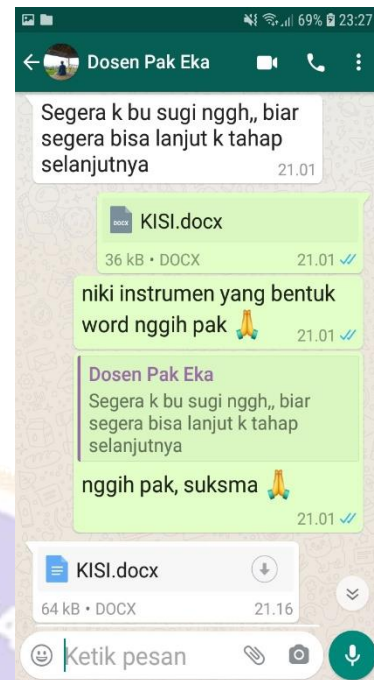 69% 23:27
Dosen Pak Eka
Segera k bu sugi nggh,, biar
segera bisa lanjut k tahap
selanjutnya
21.01
DOCX
KISI.docx
36 kB • DOCX 21.01
niki instrumen yang bentuk
word nggih pak 🙏
21.01
Dosen Pak Eka
Segera k bu sugi nggh,, biar
segera bisa lanjut k tahap
selanjutnya
nggih pak, suksma 🙏
21.01
KISI.docx
64 kB • DOCX 21.16
Ketik pesan